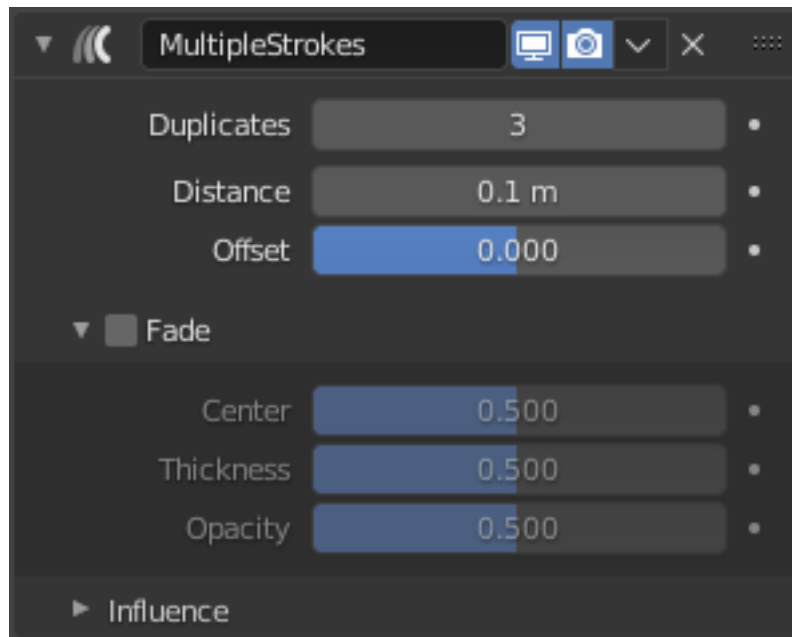 MultipleStrokes
Duplicates 3
Distance 0.1 m
Offset 0.000
Fade
Center 0.500
Thickness 0.500
Opacity 0.500
Influence